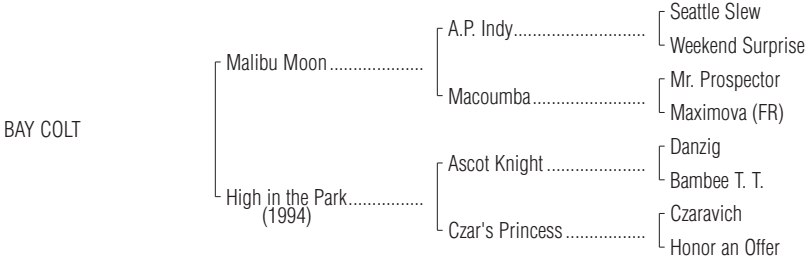 Seattle Slew
A.P. Indy..............................
Weekend Surprise
Malibu Moon .....................
Mr. Prospector
Macoumba..........................
Maximova (FR)
BAY COLT
Danzig
Ascot Knight .......................
Bambee T. T.
High in the Park.................
(1994)
Czaravich
Czar's Princess ..................
Honor an Offer